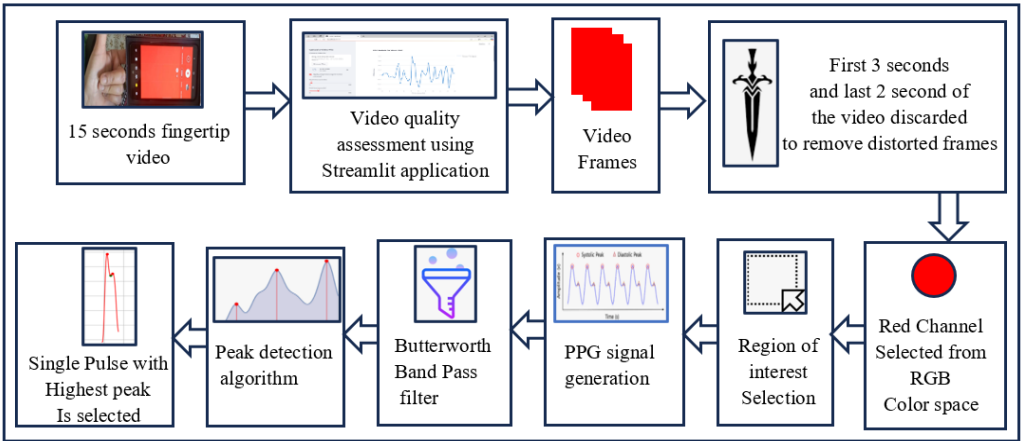 15 seconds fingertip
video
Video quality
assessment using
Streamlit application
Video
Frames
First 3 seconds
and last 2 second of
the video discarded
to remove distorted frames
Red Channel
Selected from
RGB
Color space
Region of
interest
Selection
Systolic Peak
Diastolic Peak
Amplitude
Time (s)
PPG signal
generation
Butterworth
Band Pass
filter
Peak detection
algorithm
Single Pulse with
Highest peak
Is selected